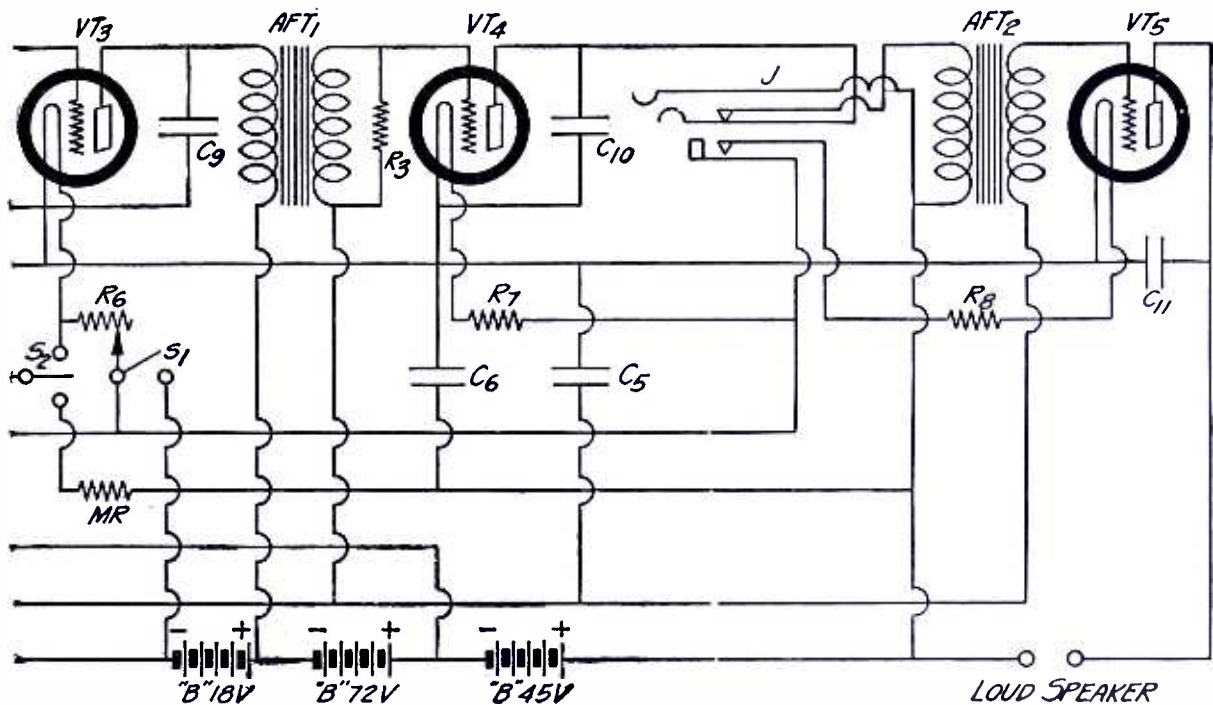 VT3 AFT1 VT4 AFT2 VT5
J
C9 R3 C10
R6 R7 R8 C11
S2 S1 C6 C5
MR
- + - + - +
"B" 18V "B" 72V "B" 45V LOUD SPEAKER